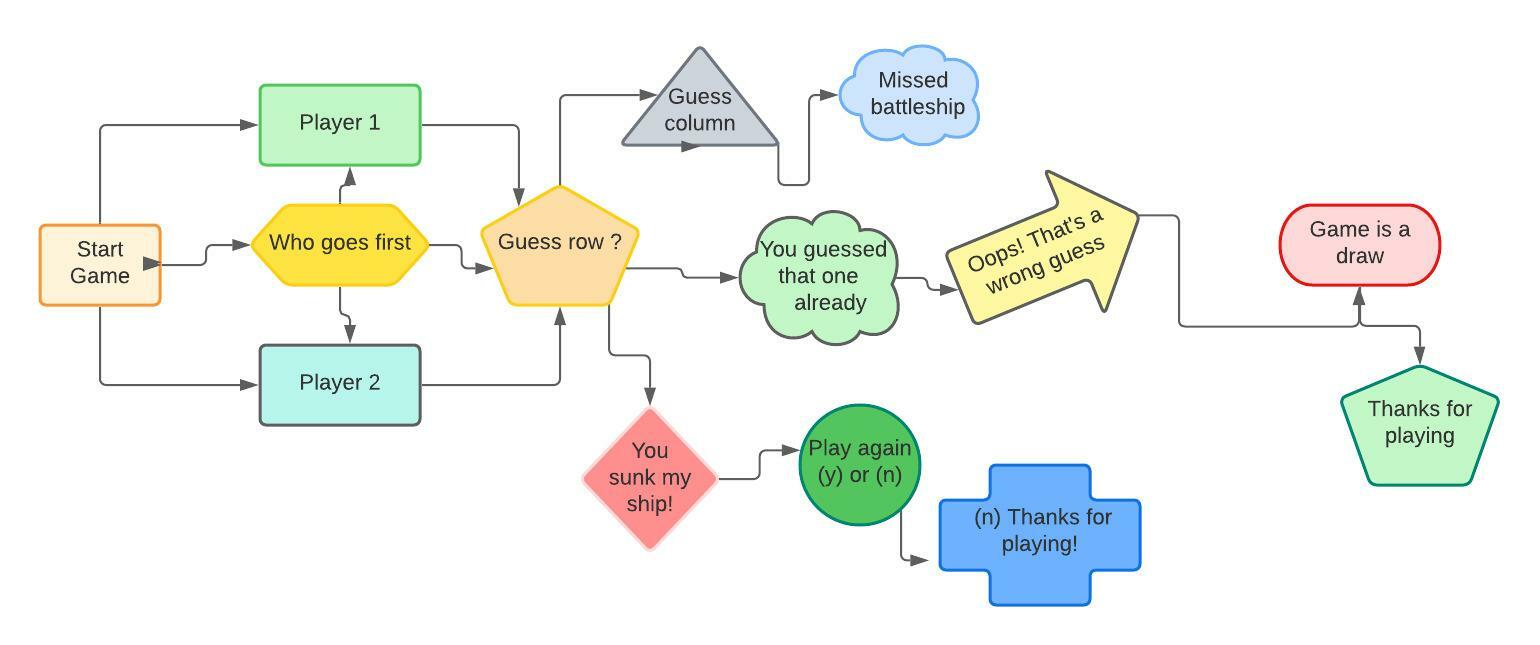 Start
Game
Player 1
Who goes first
Player 2
Guess row ?
Guess
column
Missed
battleship
You guessed
that one
already
Oops! That's a
wrong guess
Game is a
draw
Thanks for
playing
You
sunk my
ship!
Play again
(y) or (n)
(n) Thanks for
playing!